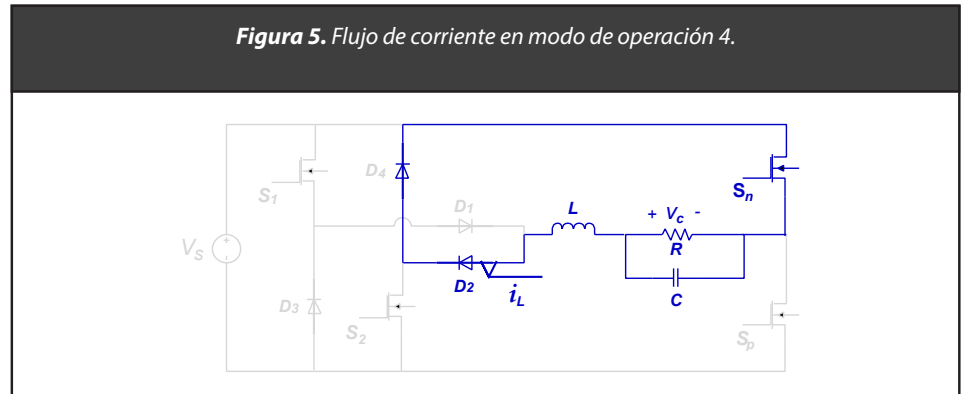 Figura 5. Flujo de corriente en modo de operación 4.
S1
D4
Sn
D1
L
+ Vc -
R
VS
+
-
D2
iL
C
D3
S2
Sp